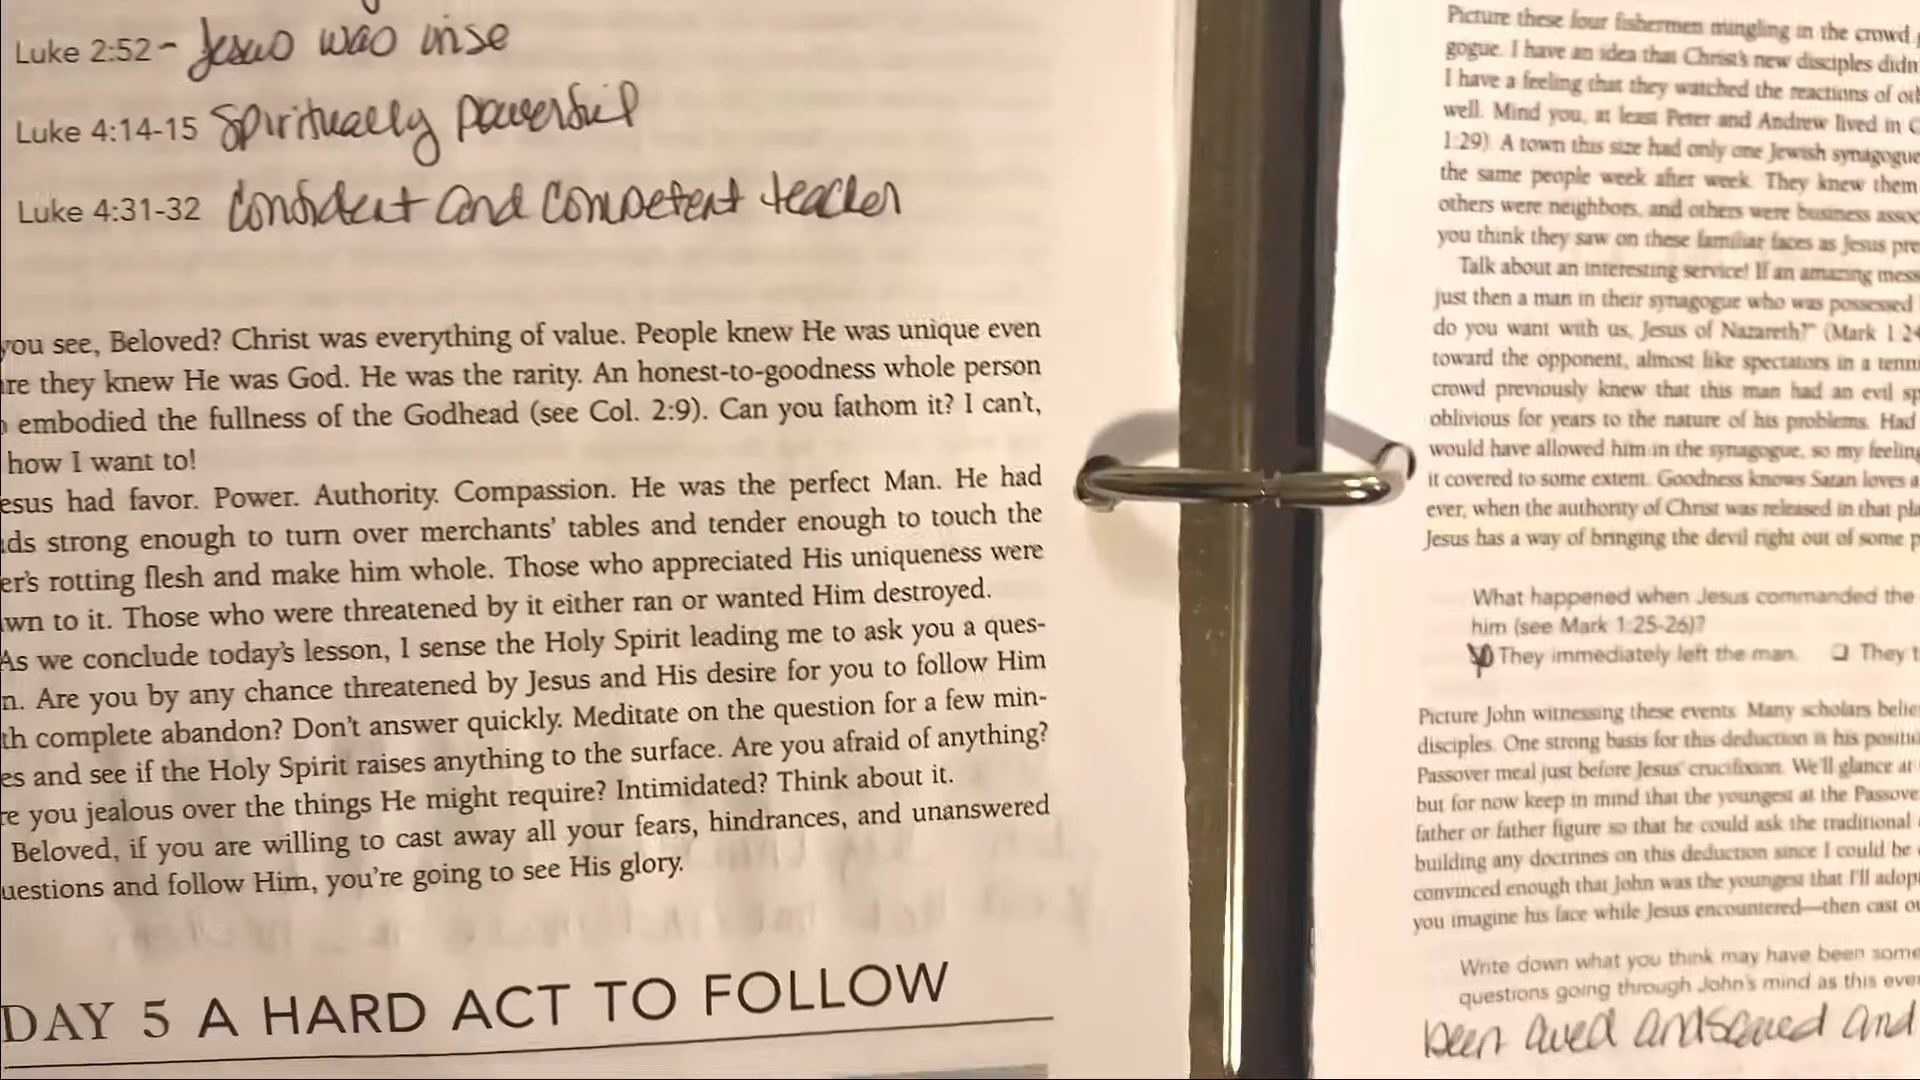 Luke 2:52 - Jesus was wise
Luke 4:14-15 Spiritually powerful
Luke 4:31-32 Confident and Competent teacher
you see, Beloved? Christ was everything of value. People knew He was unique even
re they knew He was God. He was the rarity. An honest-to-goodness whole person
embodied the fullness of the Godhead (see Col. 2:9). Can you fathom it? I can't,
how I want to!
esus had favor. Power. Authority. Compassion. He was the perfect Man. He had
ds strong enough to turn over merchants' tables and tender enough to touch the
er's rotting flesh and make him whole. Those who appreciated His uniqueness were
wn to it. Those who were threatened by it either ran or wanted Him destroyed.
As we conclude today's lesson, I sense the Holy Spirit leading me to ask you a ques-
n. Are you by any chance threatened by Jesus and His desire for you to follow Him
th complete abandon? Don't answer quickly. Meditate on the question for a few min-
es and see if the Holy Spirit raises anything to the surface. Are you afraid of anything?
re you jealous over the things He might require? Intimidated? Think about it.
Beloved, if you are willing to cast away all your fears, hindrances, and unanswered
uestions and follow Him, you're going to see His glory.
DAY 5 A HARD ACT TO FOLLOW
Picture these four fishermen mingling in the crowd
gogue. I have an idea that Christ's new disciples didn
I have a feeling that they watched the reactions of
well. Mind you, at least Peter and Andrew lived in C
1:29). A town this size had only one Jewish synagogue
the same people week after week. They knew them
others were neighbors, and others were business assoc
you think they saw on these familiar faces as Jesus pre
Talk about an interesting service! If an amazing mess
just then a man in their synagogue who was possessed
do you want with us, Jesus of Nazareth?" (Mark 1:24
toward the opponent, almost like spectators in a tenn
crowd previously knew that this man had an evil sp
oblivious for years to the nature of his problems. Had
would have allowed him in the synagogue, so my feeling
it covered to some extent. Goodness knows Satan loves a
ever, when the authority of Christ was released in that pla
Jesus has a way of bringing the devil right out of some p
What happened when Jesus commanded the
him (see Mark 1:25-26)?
They immediately left the man. ❑ They t
Picture John witnessing these events. Many scholars belie
disciples. One strong basis for this deduction is his positi
Passover meal just before Jesus' crucifixion. We'll glance at
but for now keep in mind that the youngest at the Passove
father or father figure so that he could ask the traditional
building any doctrines on this deduction since I could be
convinced enough that John was the youngest that I'll adop
you imagine his face while Jesus encountered—then cast ou
Write down what you think may have been some
questions going through John's mind as this even
been awed and scared and